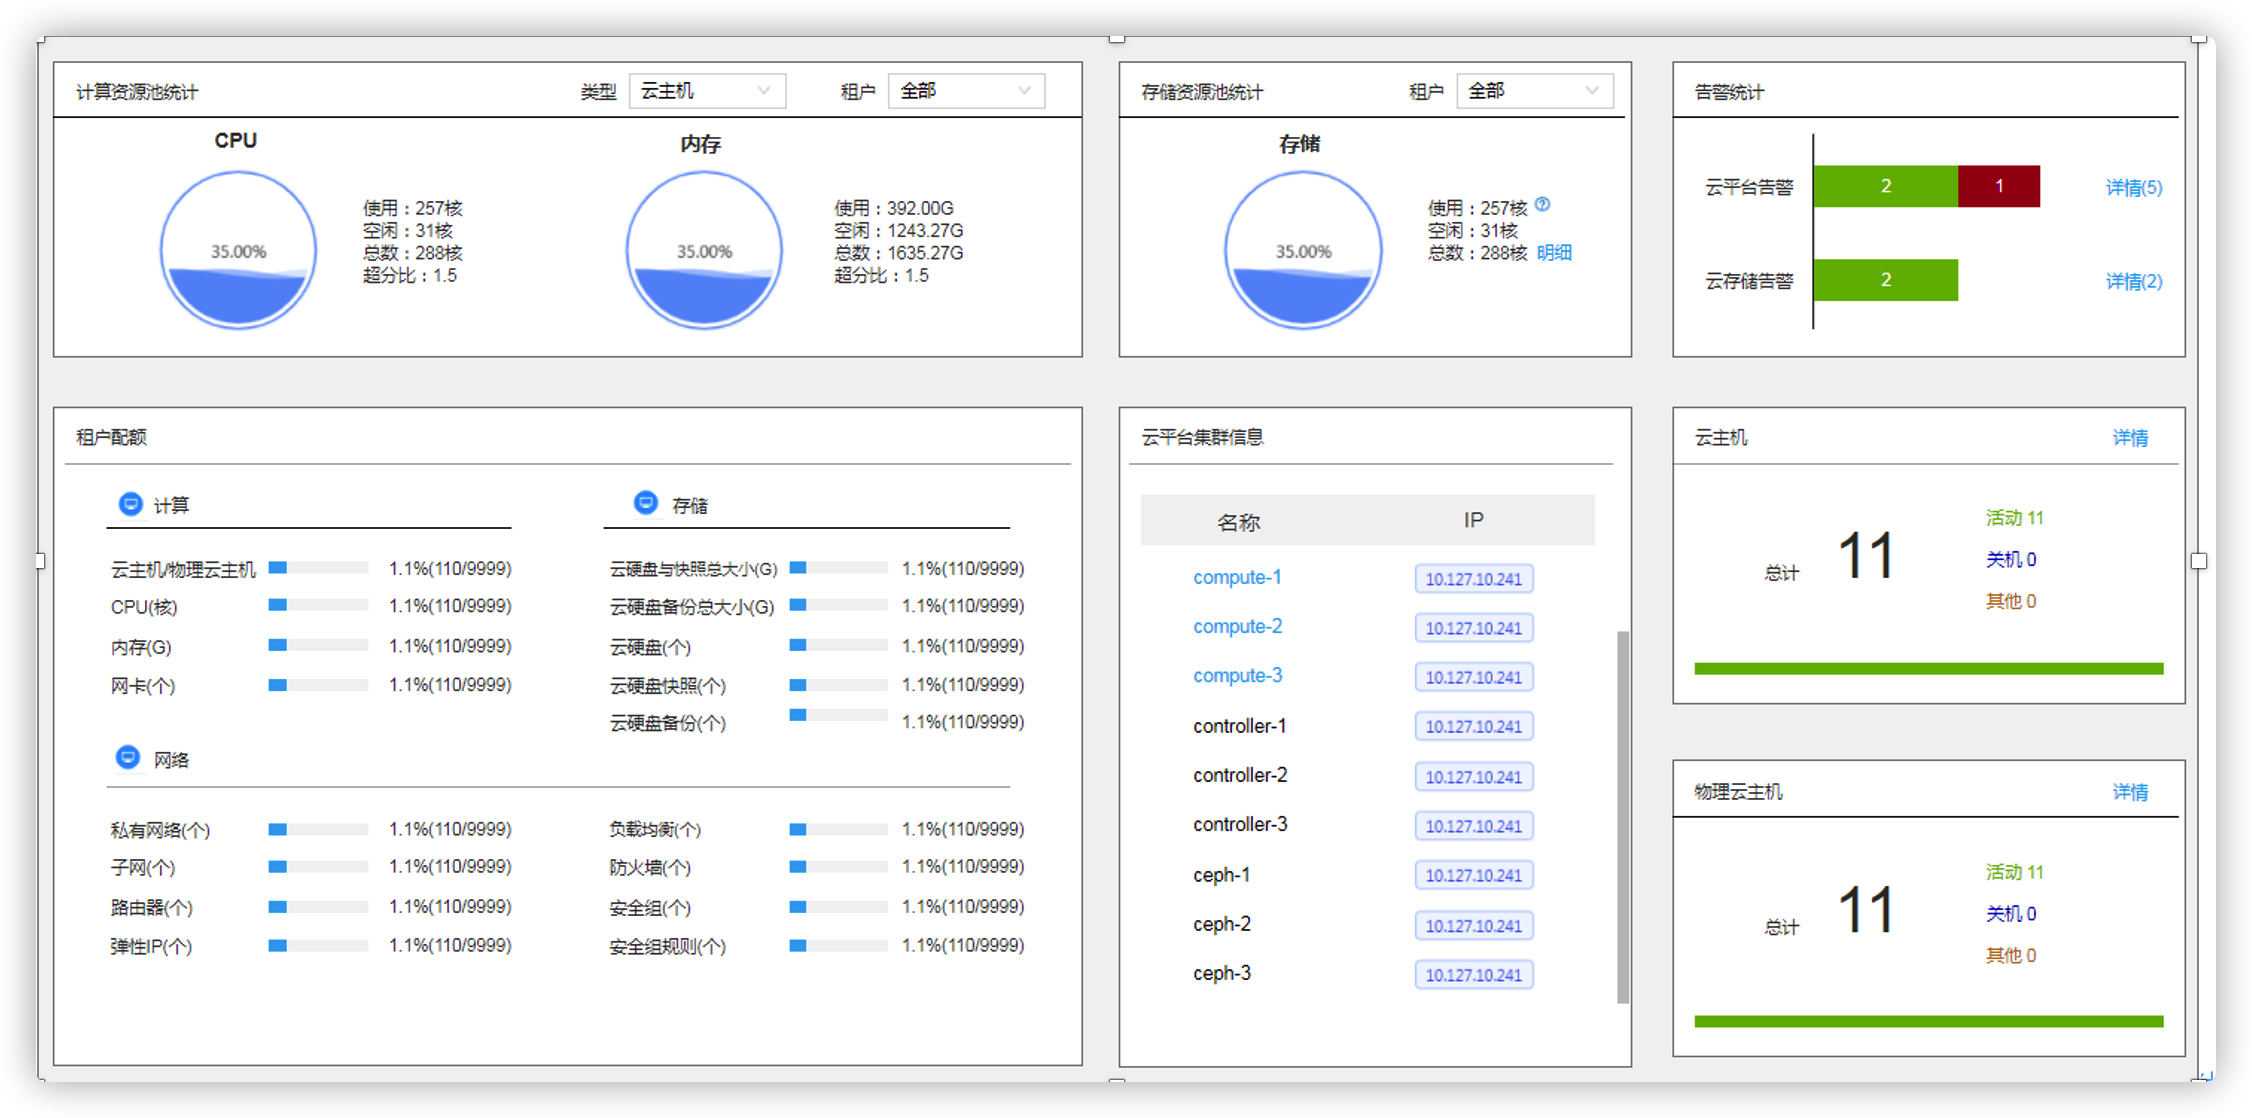 计算资源池统计 类型 云主机 租户 全部
CPU
35.00%
使用：257核
空闲：31核
总数：288核
超分比：1.5
内存
35.00%
使用：392.00G
空闲：1243.27G
总数：1635.27G
超分比：1.5
存储资源池统计 租户 全部
存储
35.00%
使用：257核
空闲：31核
总数：288核 明细
告警统计
云平台告警 2 1 详情(5)
云存储告警 2 详情(2)
租户配额
计算
云主机/物理云主机 1.1%(110/9999)
CPU(核) 1.1%(110/9999)
内存(G) 1.1%(110/9999)
网卡(个) 1.1%(110/9999)
存储
云硬盘与快照总大小(G) 1.1%(110/9999)
云硬盘备份总大小(G) 1.1%(110/9999)
云硬盘(个) 1.1%(110/9999)
云硬盘快照(个) 1.1%(110/9999)
云硬盘备份(个) 1.1%(110/9999)
网络
私有网络(个) 1.1%(110/9999)
子网(个) 1.1%(110/9999)
路由器(个) 1.1%(110/9999)
弹性IP(个) 1.1%(110/9999)
负载均衡(个) 1.1%(110/9999)
防火墙(个) 1.1%(110/9999)
安全组(个) 1.1%(110/9999)
安全组规则(个) 1.1%(110/9999)
云平台集群信息
名称 IP
compute-1 10.127.10.241
compute-2 10.127.10.241
compute-3 10.127.10.241
controller-1 10.127.10.241
controller-2 10.127.10.241
controller-3 10.127.10.241
ceph-1 10.127.10.241
ceph-2 10.127.10.241
ceph-3 10.127.10.241
云主机 详情
总计 11
活动 11
关机 0
其他 0
物理云主机 详情
总计 11
活动 11
关机 0
其他 0